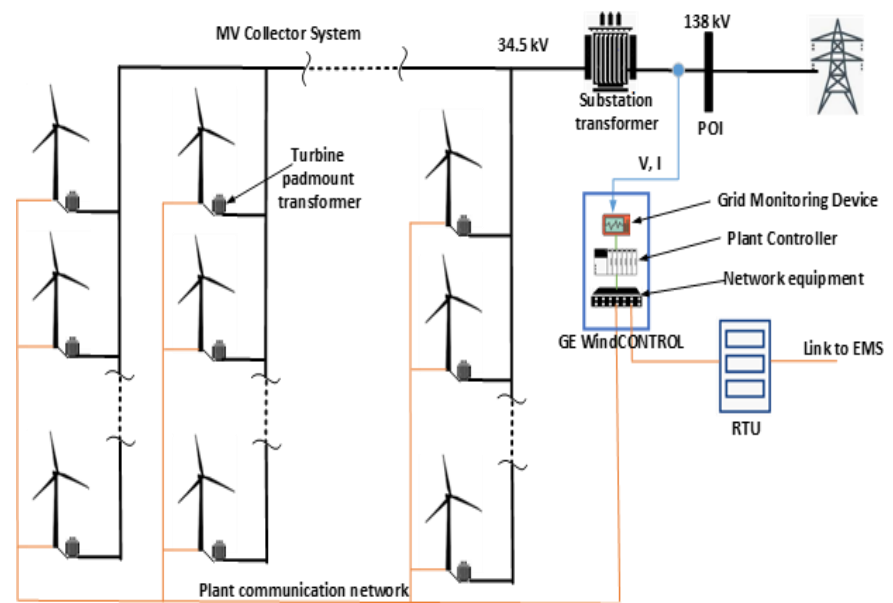 138 kV
MV Collector System
34.5 kV
Substation
transformer
POI
Turbine
padmount
transformer
V, I
Grid Monitoring Device
Plant Controller
Network equipment
GE WindCONTROL
Link to EMS
RTU
Plant communication network